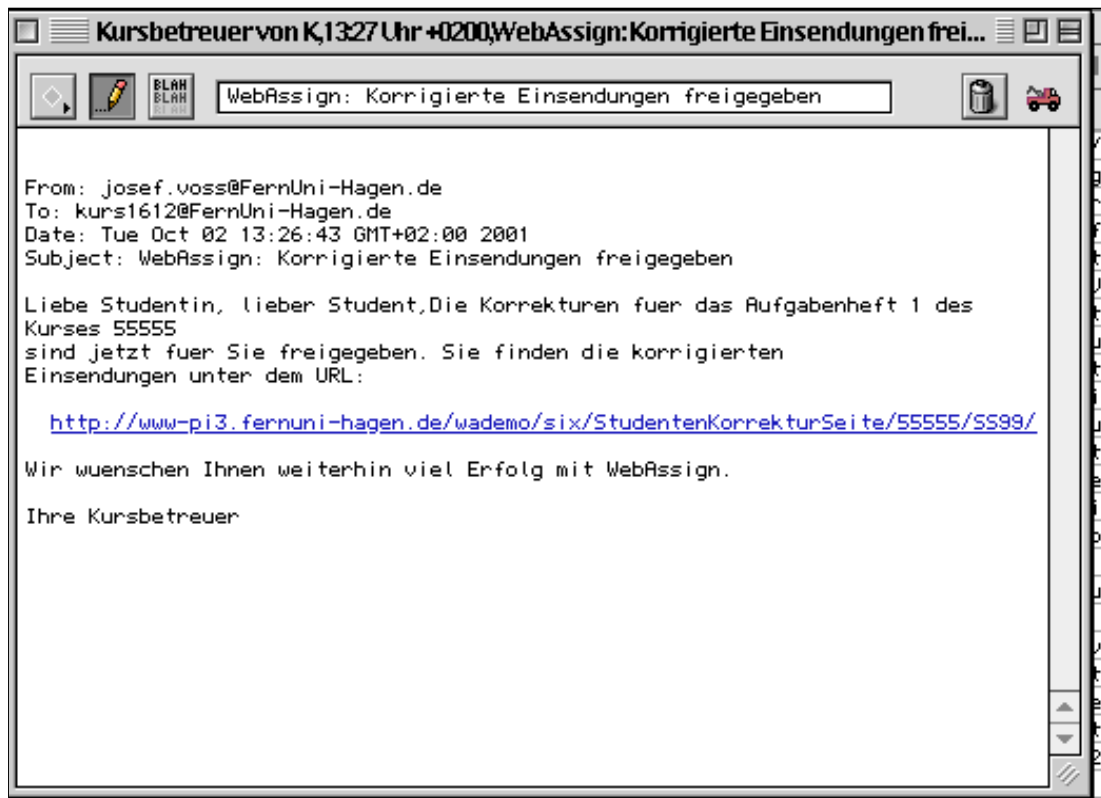 Kursbetreuer von K,13:27 Uhr +0200,WebAssign: Korrigierte Einsendungen frei...
BLAH
BLAH
BLAH
WebAssign: Korrigierte Einsendungen freigegeben
From: josef.voss@FernUni-Hagen.de
To: kurs1612@FernUni-Hagen.de
Date: Tue Oct 02 13:26:43 GMT+02:00 2001
Subject: WebAssign: Korrigierte Einsendungen freigegeben
Liebe Studentin, lieber Student,Die Korrekturen fuer das Aufgabenheft 1 des
Kurses 55555
sind jetzt fuer Sie freigegeben. Sie finden die korrigierten
Einsendungen unter dem URL:
http://www-pi3.fernuni-hagen.de/wademo/six/StudentenKorrekturSeite/55555/SS99/
Wir wuenschen Ihnen weiterhin viel Erfolg mit WebAssign.
Ihre Kursbetreuer